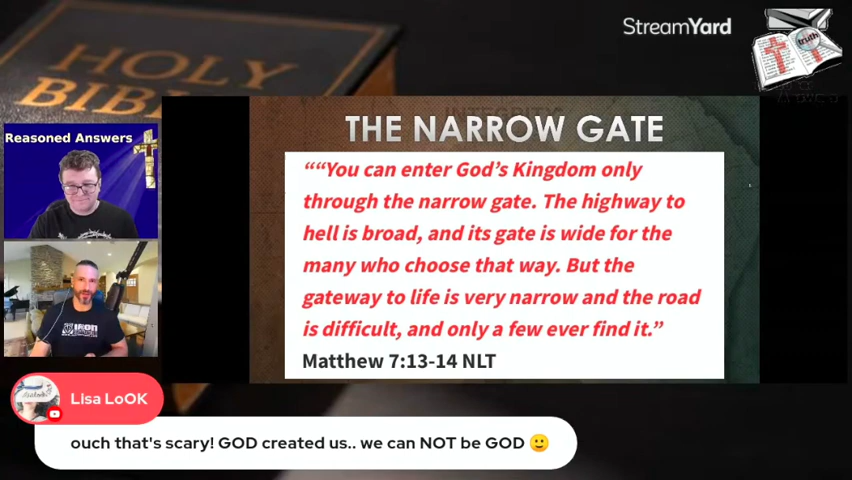 HOLY
BIB
StreamYard
truth
Reasoned Answers
INTEGRITY
THE NARROW GATE
““You can enter God’s Kingdom only
through the narrow gate. The highway to
hell is broad, and its gate is wide for the
many who choose that way. But the
gateway to life is very narrow and the road
is difficult, and only a few ever find it.”
Matthew 7:13-14 NLT
IRON
Lisa LoOK
ouch that's scary! GOD created us.. we can NOT be GOD 🙂